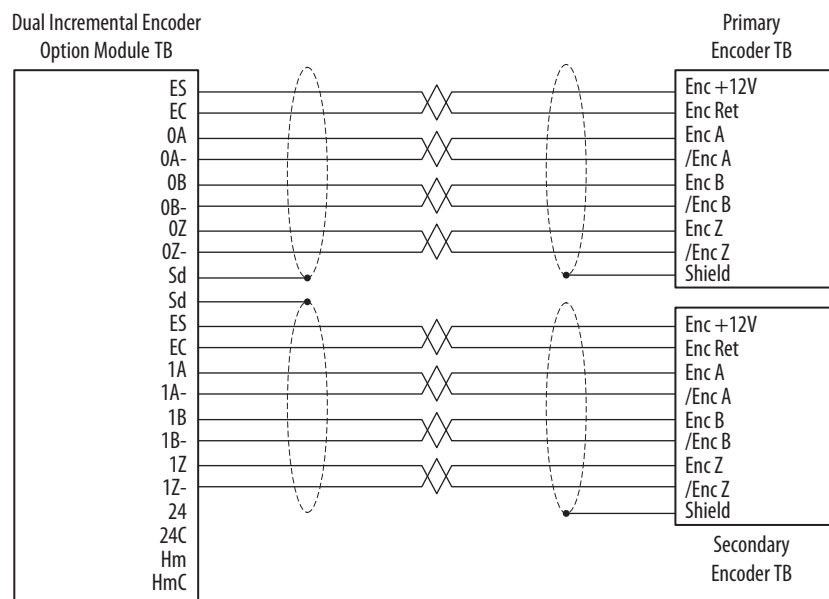 Dual Incremental Encoder
Option Module TB
ES
EC
0A
0A-
0B
0B-
0Z
0Z-
Sd
Sd
ES
EC
1A
1A-
1B
1B-
1Z
1Z-
24
24C
Hm
HmC
Primary
Encoder TB
Enc +12V
Enc Ret
Enc A
/Enc A
Enc B
/Enc B
Enc Z
/Enc Z
Shield
Enc +12V
Enc Ret
Enc A
/Enc A
Enc B
/Enc B
Enc Z
/Enc Z
Shield
Secondary
Encoder TB